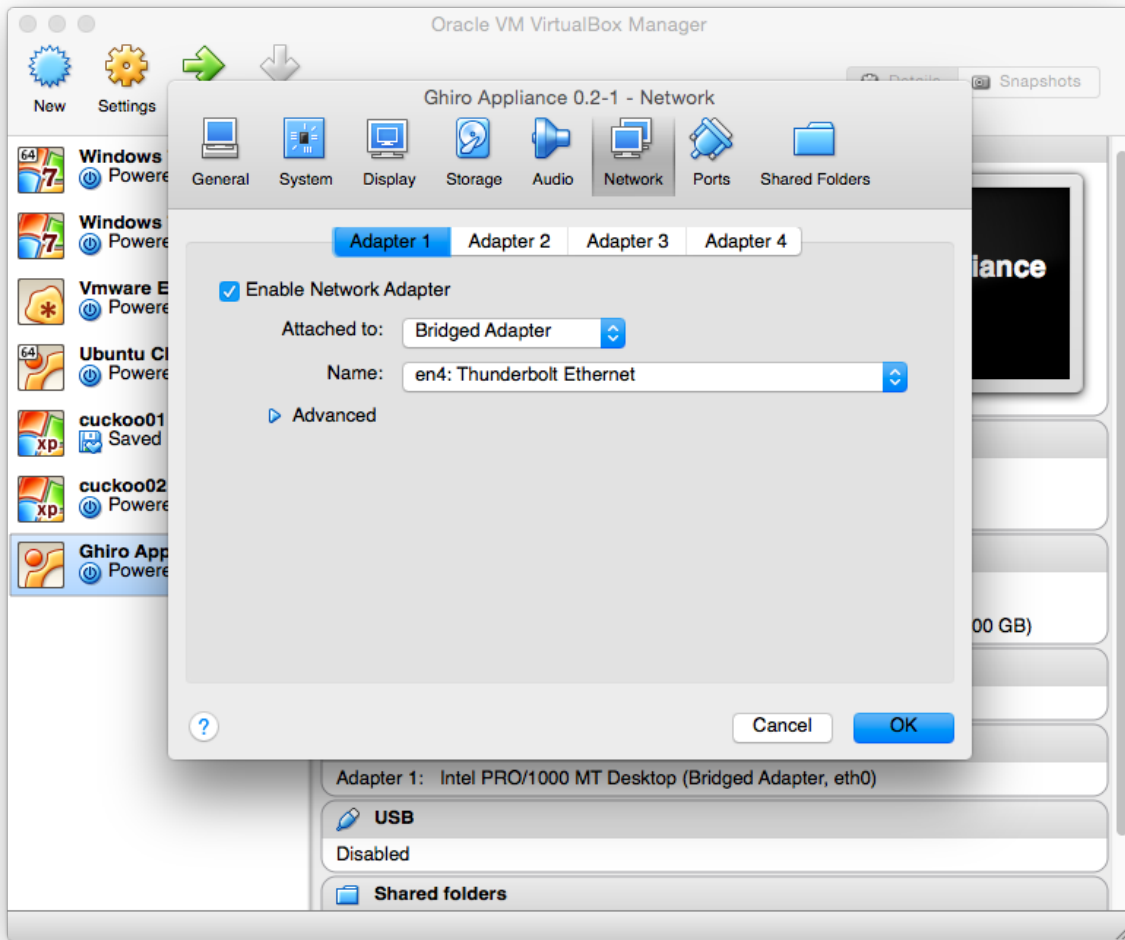 Oracle VM VirtualBox Manager
New
Settings
Details
Snapshots
Ghiro Appliance 0.2-1 - Network
General
System
Display
Storage
Audio
Network
Ports
Shared Folders
64
Windows
7
Powere
Windows
7
Powere
Vmware E
Powere
64
Ubuntu Cl
Powere
cuckoo01
xp
Saved
cuckoo02
xp
Powere
Ghiro App
Powere
Adapter 1
Adapter 2
Adapter 3
Adapter 4
Enable Network Adapter
Attached to:
Bridged Adapter
Name:
en4: Thunderbolt Ethernet
Advanced
iance
00 GB)
?
Cancel
OK
Adapter 1: Intel PRO/1000 MT Desktop (Bridged Adapter, eth0)
USB
Disabled
Shared folders